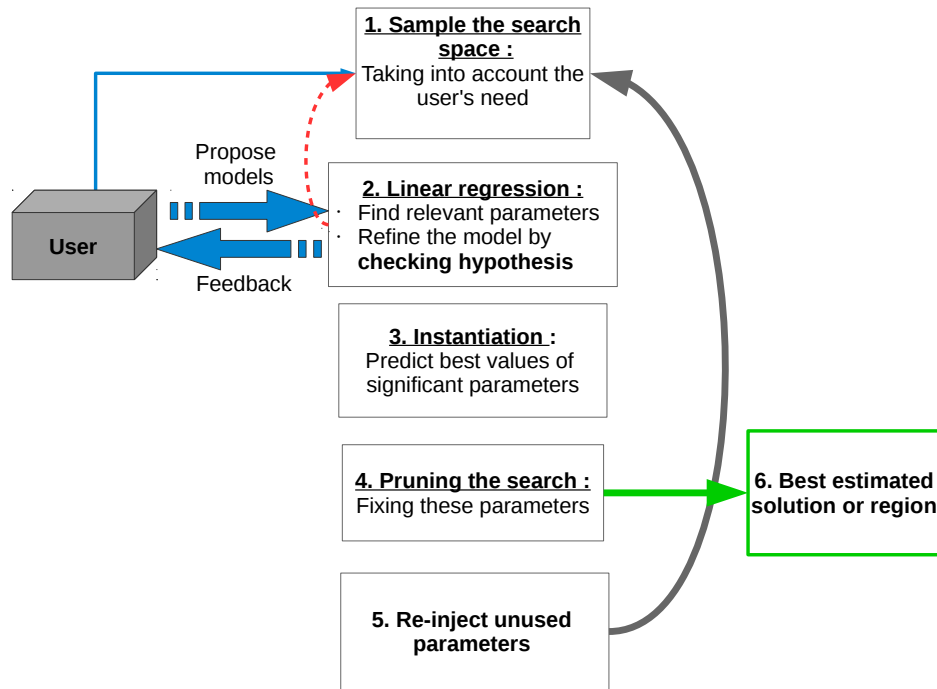 1. Sample the search
space :
Taking into account the
user's need
Propose
models
2. Linear regression :
· Find relevant parameters
· Refine the model by
checking hypothesis
User
Feedback
3. Instantiation :
Predict best values of
significant parameters
4. Pruning the search :
Fixing these parameters
6. Best estimated
solution or region
5. Re-inject unused
parameters